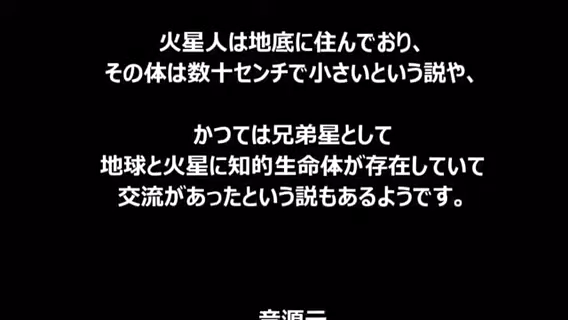 火星人は地底に住んでおり、
その体は数十センチで小さいという説や、
かつては兄弟星として
地球と火星に知的生命体が存在していて
交流があったという説もあるようです。
音源元